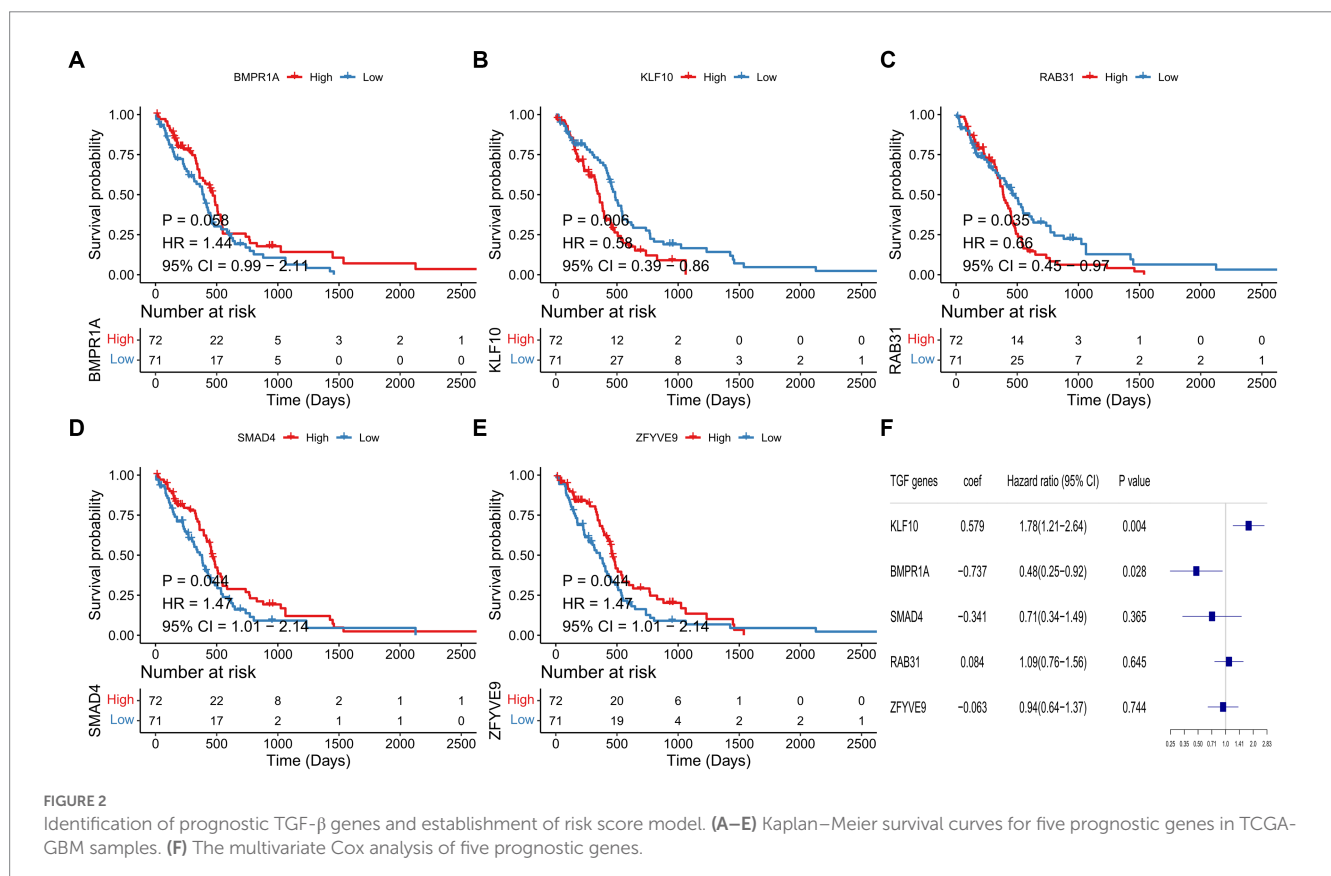 A
BMPR1A High Low
1.00
0.75
0.50
0.25
0.00
Survival probability
P = 0.058
HR = 1.44
95% CI = 0.99 − 2.11
0 500 1000 1500 2000 2500
Number at risk
BMPR1A
High 72 22 5 3 2 1
Low 71 17 5 0 0 0
0 500 1000 1500 2000 2500
Time (Days)
B
KLF10 High Low
1.00
0.75
0.50
0.25
0.00
Survival probability
P = 0.006
HR = 0.58
95% CI = 0.39 − 0.86
0 500 1000 1500 2000 2500
Number at risk
KLF10
High 72 12 2 0 0 0
Low 71 27 8 3 2 1
0 500 1000 1500 2000 2500
Time (Days)
C
RAB31 High Low
1.00
0.75
0.50
0.25
0.00
Survival probability
P = 0.035
HR = 0.66
95% CI = 0.45 − 0.97
0 500 1000 1500 2000 2500
Number at risk
RAB31
High 72 14 3 1 0 0
Low 71 25 7 2 2 1
0 500 1000 1500 2000 2500
Time (Days)
D
SMAD4 High Low
1.00
0.75
0.50
0.25
0.00
Survival probability
P = 0.044
HR = 1.47
95% CI = 1.01 − 2.14
0 500 1000 1500 2000 2500
Number at risk
SMAD4
High 72 22 8 2 1 1
Low 71 17 2 1 1 0
0 500 1000 1500 2000 2500
Time (Days)
E
ZFYVE9 High Low
1.00
0.75
0.50
0.25
0.00
Survival probability
P = 0.044
HR = 1.47
95% CI = 1.01 − 2.14
0 500 1000 1500 2000 2500
Number at risk
ZFYVE9
High 72 20 6 1 0 0
Low 71 19 4 2 2 1
0 500 1000 1500 2000 2500
Time (Days)
F
TGF genes coef Hazard ratio (95% CI) P value
KLF10 0.579 1.78(1.21−2.64) 0.004
BMPR1A −0.737 0.48(0.25−0.92) 0.028
SMAD4 −0.341 0.71(0.34−1.49) 0.365
RAB31 0.084 1.09(0.76−1.56) 0.645
ZFYVE9 −0.063 0.94(0.64−1.37) 0.744
0.25 0.35 0.50 0.71 1.0 1.41 2.0 2.83
FIGURE 2
Identification of prognostic TGF-β genes and establishment of risk score model. (A–E) Kaplan–Meier survival curves for five prognostic genes in TCGA-
GBM samples. (F) The multivariate Cox analysis of five prognostic genes.